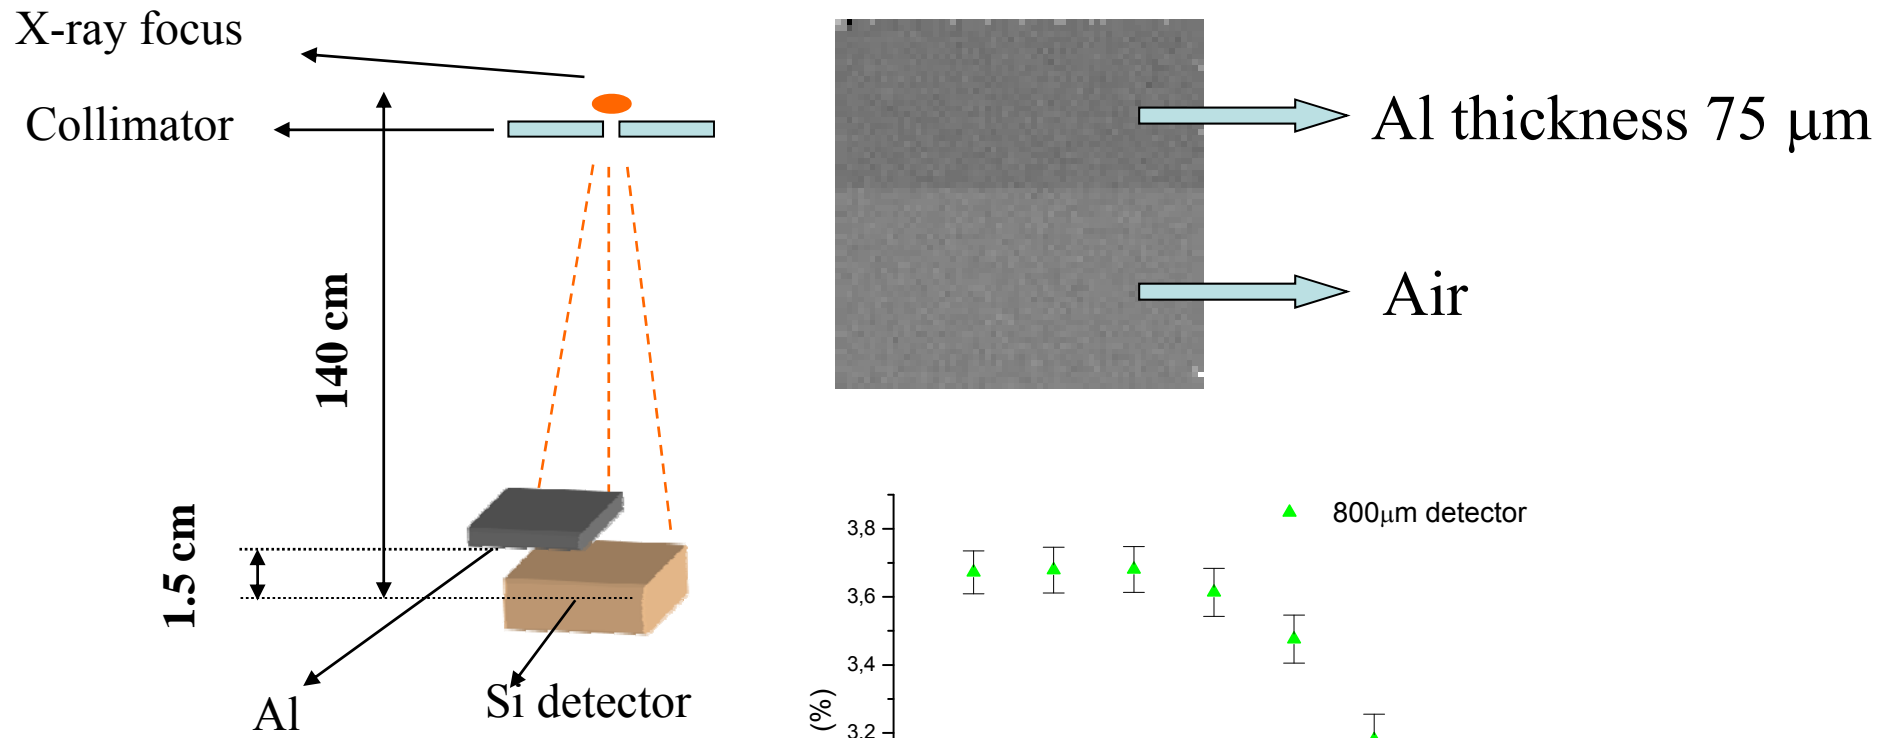 X-ray focus
Collimator
140 cm
1.5 cm
Al
Si detector
Al thickness 75 μm
Air
800μm detector
3,8
3,6
3,4
3,2
(%)